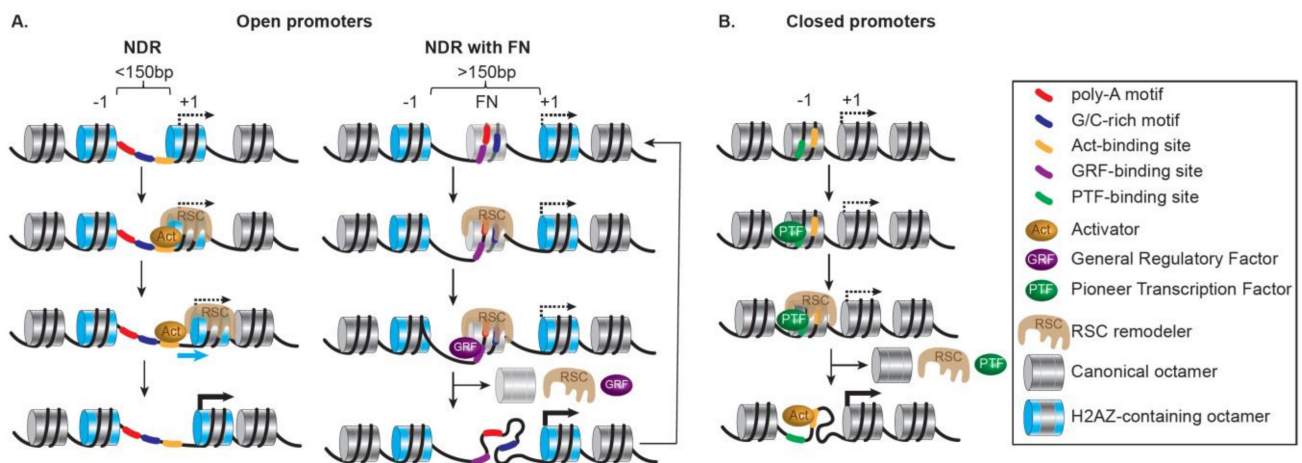 A.
Open promoters
NDR
<150bp
-1
+1
RSC
Act
RSC
Act
NDR with FN
>150bp
-1
FN
+1
RSC
RSC
GRF
RSC
GRF
B.
Closed promoters
-1
+1
PTF
RSC
PTF
RSC
PTF
Act
poly-A motif
G/C-rich motif
Act-binding site
GRF-binding site
PTF-binding site
Act
Activator
GRF
General Regulatory Factor
PTF
Pioneer Transcription Factor
RSC
RSC remodeler
Canonical octamer
H2AZ-containing octamer